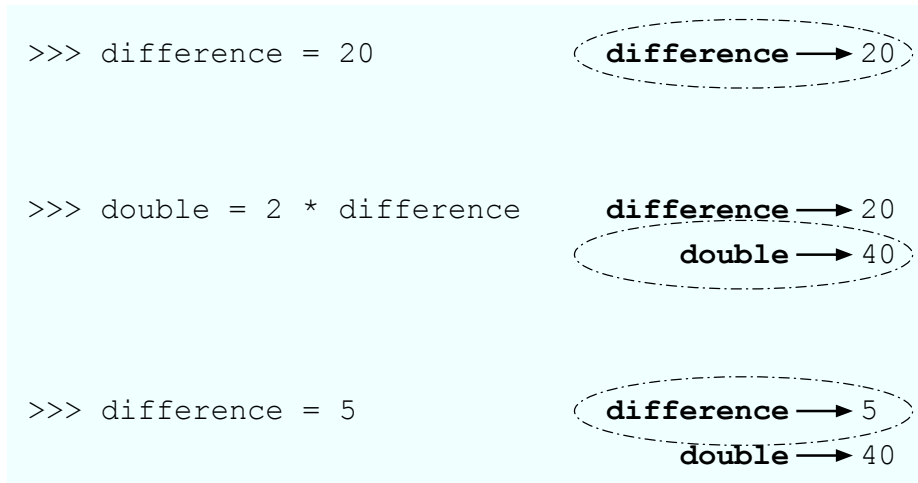 >>> difference = 20 difference → 20
>>> double = 2 * difference difference → 20
double → 40
>>> difference = 5 difference → 5
double → 40